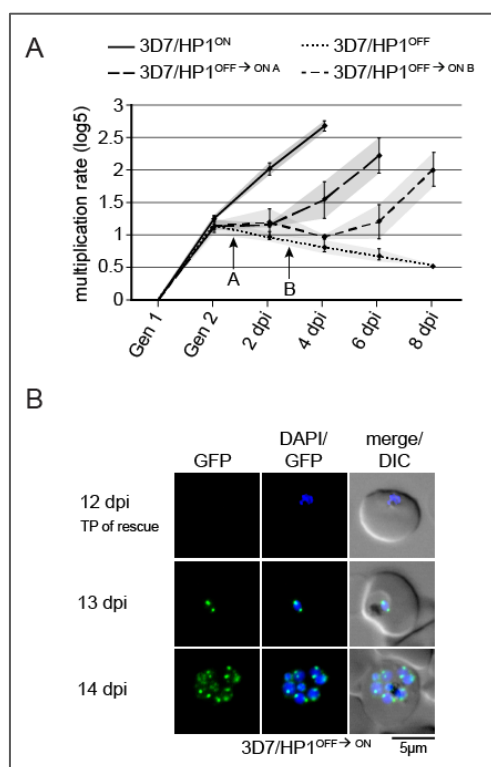 A
3D7/HP1ᴼᴺ 3D7/HP1ᴼᶠᶠ
3D7/HP1ᴼᶠᶠ→ᴼᴺ ᴬ 3D7/HP1ᴼᶠᶠ→ᴼᴺ ᴮ
multiplication rate (log5)
3
2.5
2
1.5
1
0.5
0
A B
Gen 1 Gen 2 2 dpi 4 dpi 6 dpi 8 dpi
B
GFP DAPI/GFP merge/DIC
12 dpi
TP of rescue
13 dpi
14 dpi
3D7/HP1ᴼᶠᶠ→ᴼᴺ 5µm